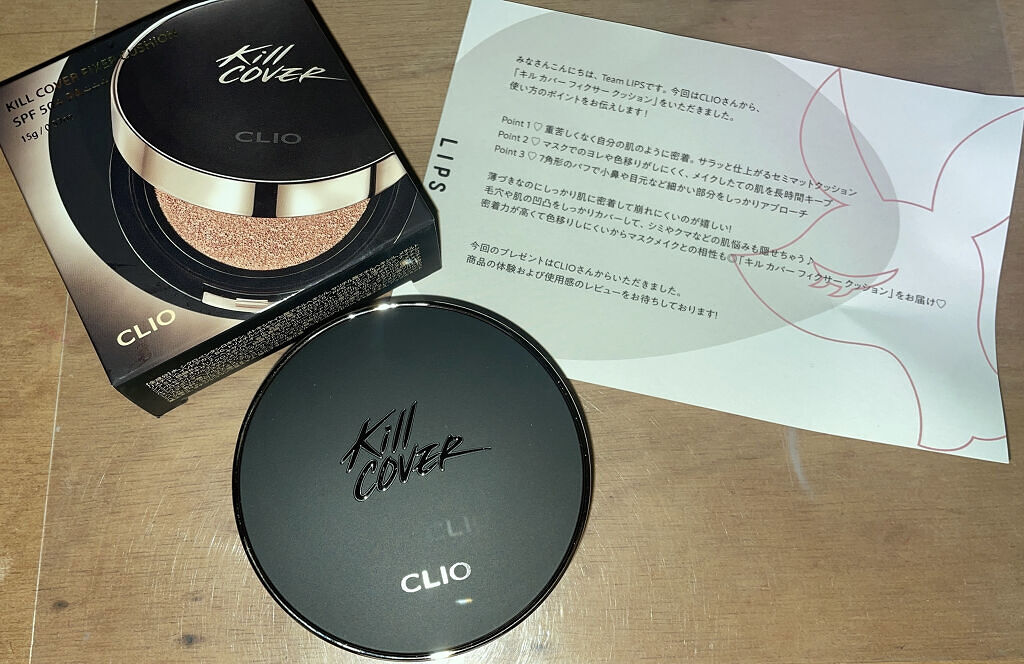 KILL COVER FIXER CUSHION
SPF 50+
15g /
Kill
COVER
CLIO
CLIO
みなさんこんにちは、Team LIPSです。今回はCLIOさんから、
「キル カバー フィクサー クッション」をいただきました。
使い方のポイントをお伝えします！
Point 1 ♡ 重苦しくなく自分の肌のように密着。サラッと仕上がるセミマットクッション
Point 2 ♡ マスクでのヨレや色移りがしにくく、メイクしたての肌を長時間キープ
Point 3 ♡ 7角形のパフで小鼻や目元など細かい部分をしっかりアプローチ
薄づきなのにしっかり肌に密着して崩れにくいのが嬉しい！
毛穴や肌の凹凸をしっかりカバーして、シミやクマなどの肌悩みも隠せちゃう♪
密着力が高くて色移りしにくいからマスクメイクとの相性も◎「キル カバー フィクサー クッション」をお届け♡
今回のプレゼントはCLIOさんからいただきました。
商品の体験および使用感のレビューをお待ちしております！
LIPS
Kill
COVER
CLIO